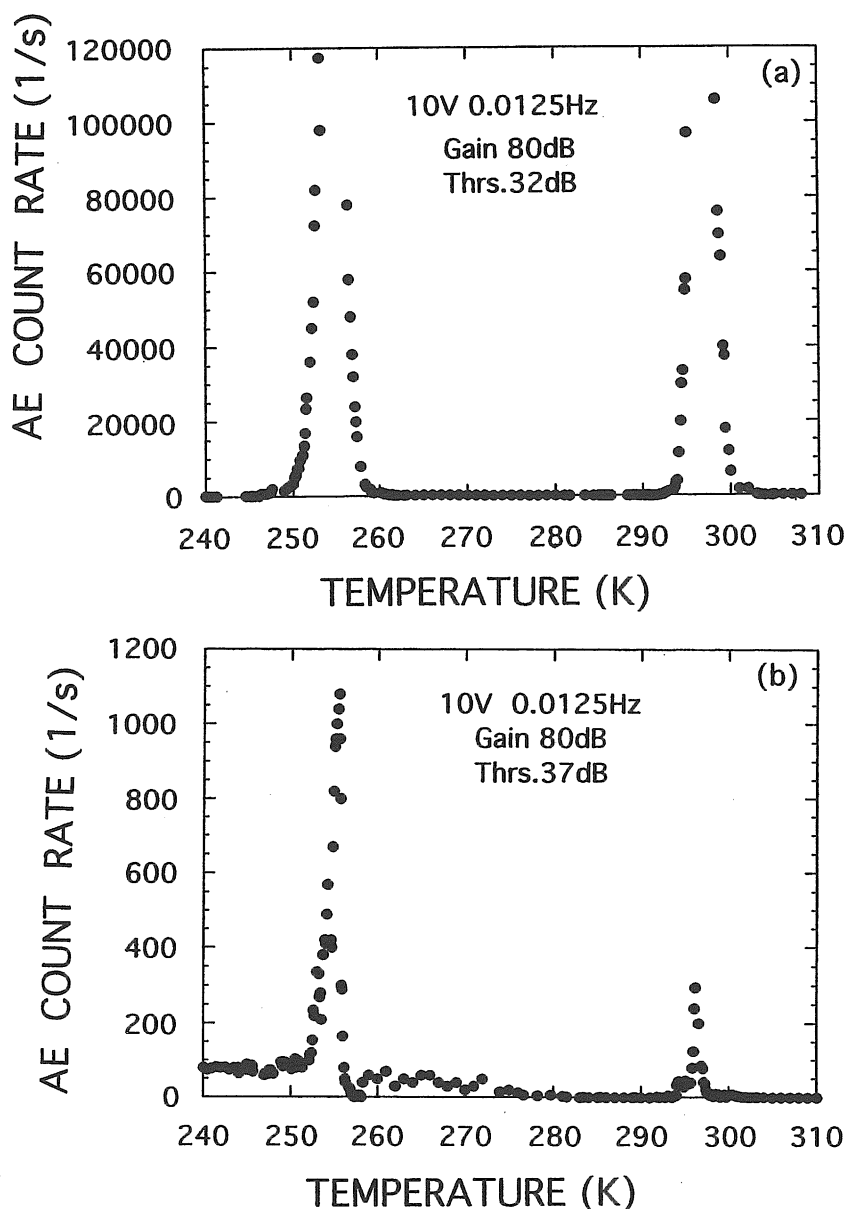 (a)
120000
100000
80000
60000
40000
20000
0
AE COUNT RATE (1/s)
10V 0.0125Hz
Gain 80dB
Thrs.32dB
240 250 260 270 280 290 300 310
TEMPERATURE (K)
(b)
1200
1000
800
600
400
200
0
AE COUNT RATE (1/s)
10V 0.0125Hz
Gain 80dB
Thrs.37dB
240 250 260 270 280 290 300 310
TEMPERATURE (K)